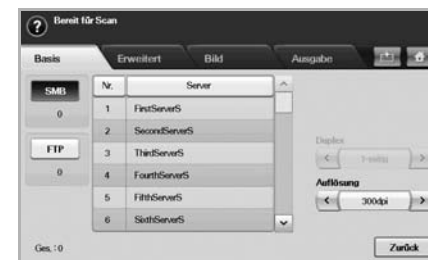 ? Bereit für Scan
Basis Erweitert Bild Ausgabe
SMB
0
FTP
0
Nr. Server
1 FirstServerS
2 SecondServerS
3 ThirdServerS
4 FourthServerS
5 FifthServerS
6 SixthServerS
Duplex
< 1-seitig >
Auflösung
< 300dpi >
Ges. : 0
Zurück